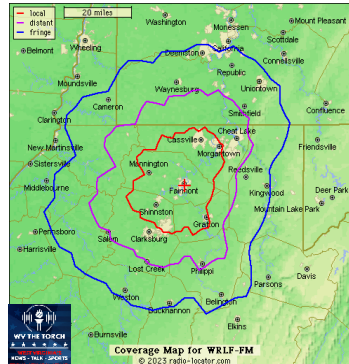 local
distant
fringe
20 miles
Washington
Monessen
Mount Pleasant
Scottdale
California
Belmont
Wheeling
Deemston
Connellsville
Republic
Moundsville
Waynesburg
Uniontown
Cameron
Smithfield
Confluence
Clarington
Cassville
Cheat Lake
New Martinsville
Morgantown
Friendsville
Sistersville
Mannington
Reedsville
Middlebourne
Fairmont
Kingwood
Deer Park
Shinnston
Mountain Lake Park
Grafton
Pennsboro
Salem
Clarksburg
Harrisville
Lost Creek
Philippi
Davis
Parsons
Weston
Belington
Buckhannon
Elkins
Burnsville
WV THE TORCH
NEWS - TALK - SPORTS
Coverage Map for WRLF-FM
© 2023 radio-locator.com